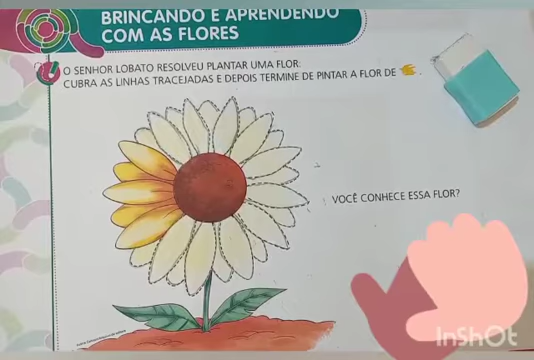 BRINCANDO E APRENDENDO
COM AS FLORES
O SENHOR LOBATO RESOLVEU PLANTAR UMA FLOR.
CUBRA AS LINHAS TRACEJADAS E DEPOIS TERMINE DE PINTAR A FLOR DE .
VOCÊ CONHECE ESSA FLOR?
InShOt